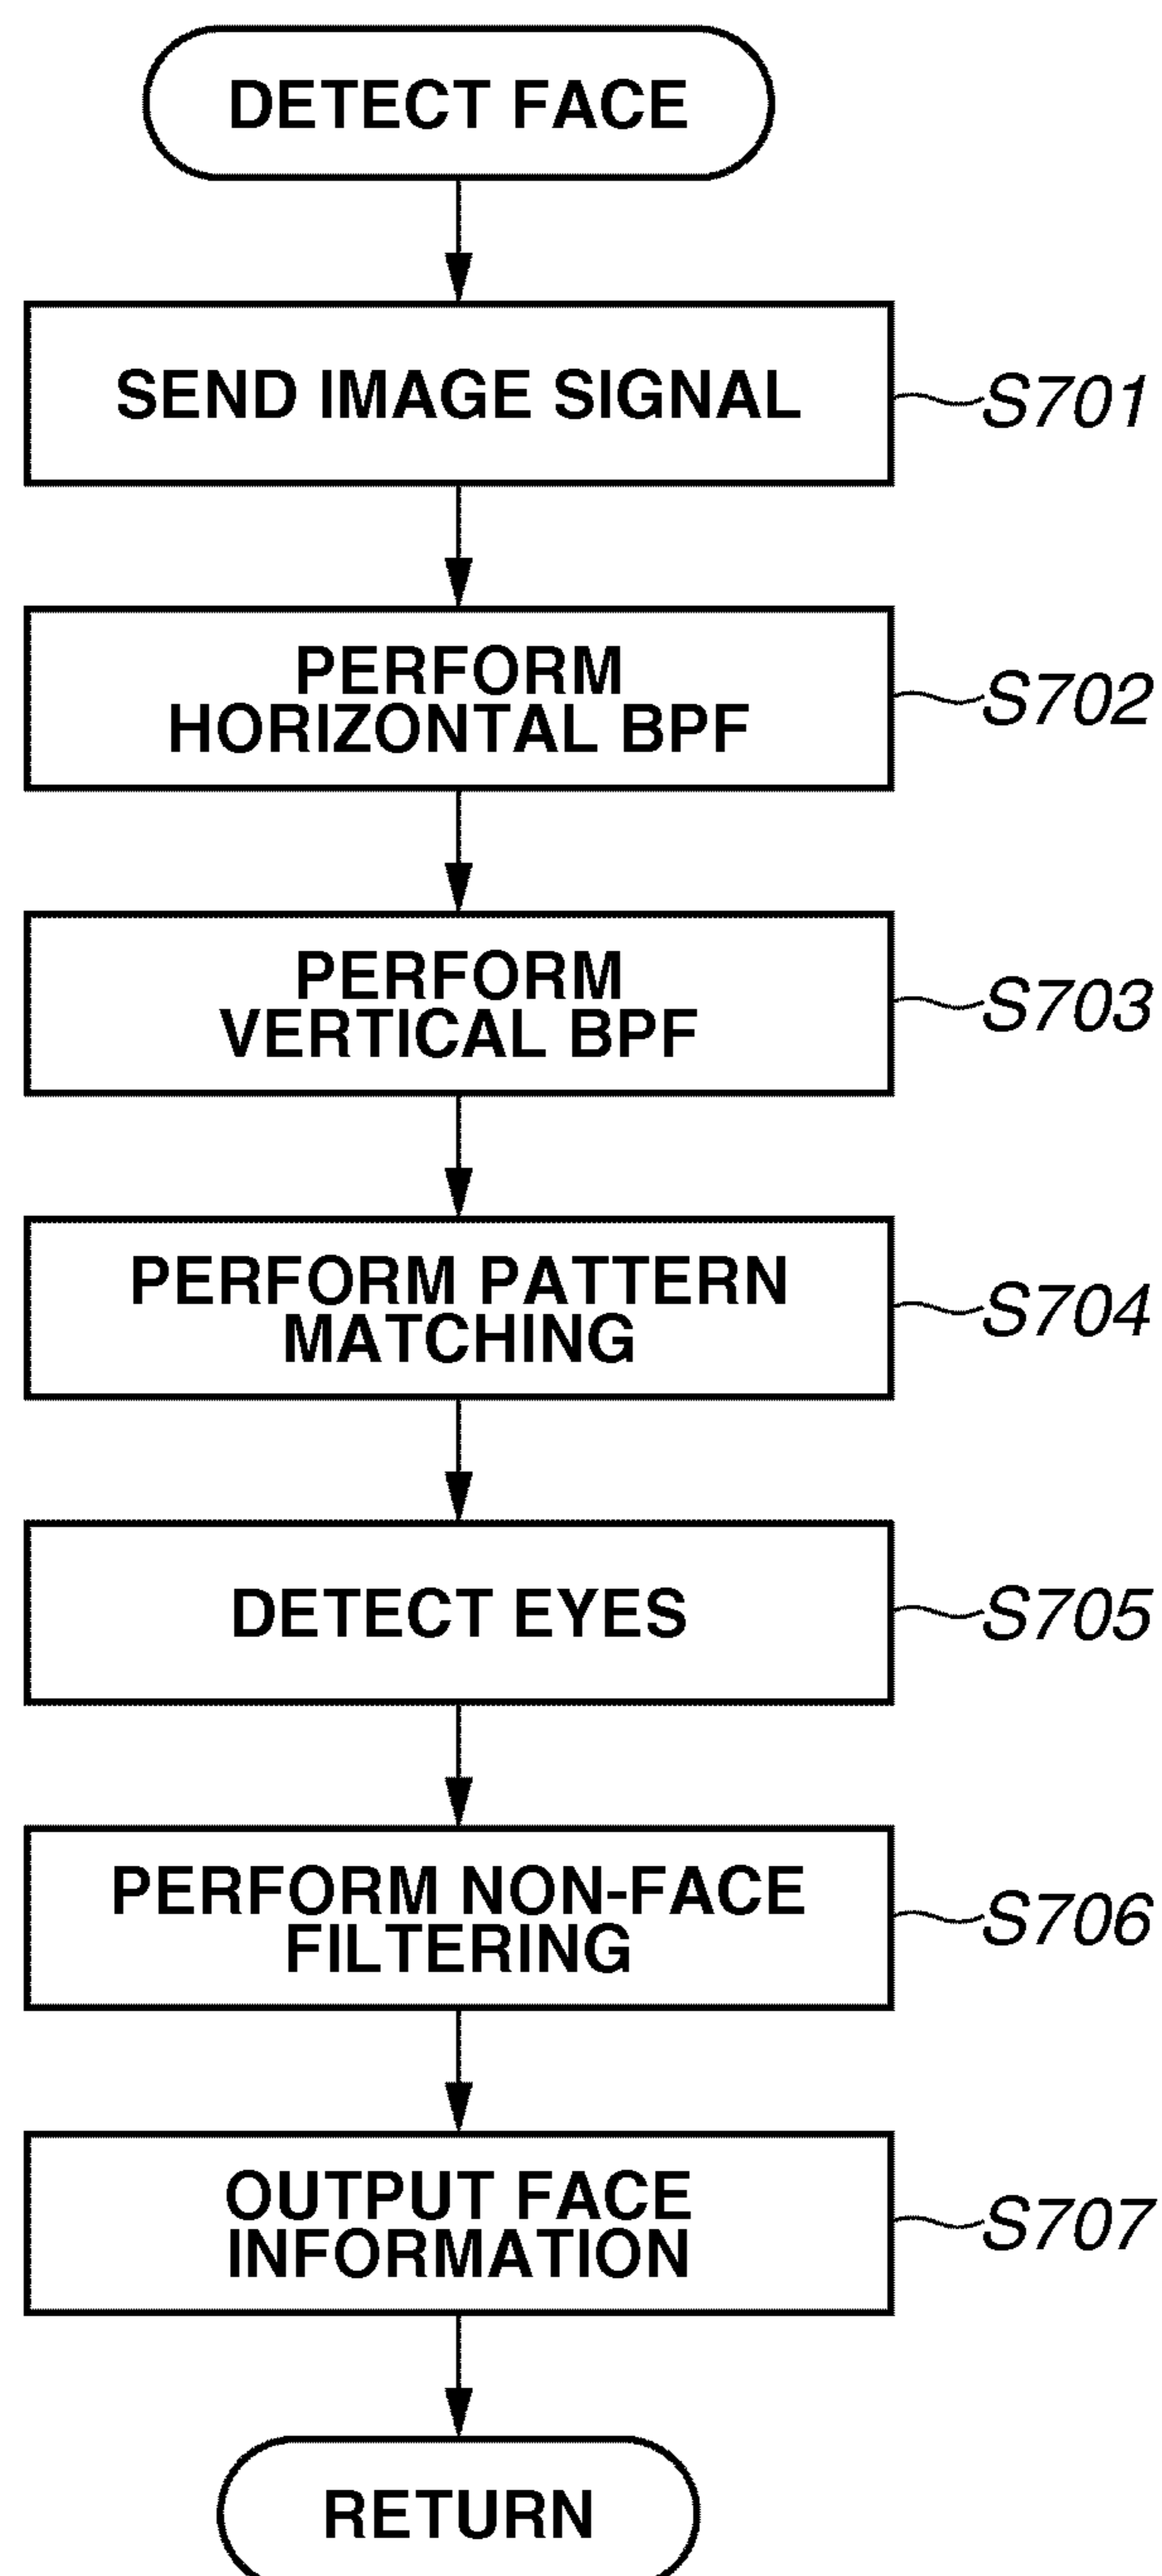 DETECT FACE
SEND IMAGE SIGNAL
S701
PERFORM
HORIZONTAL BPF
S702
PERFORM
VERTICAL BPF
S703
PERFORM PATTERN
MATCHING
S704
DETECT EYES
S705
PERFORM NON-FACE
FILTERING
S706
OUTPUT FACE
INFORMATION
S707
RETURN